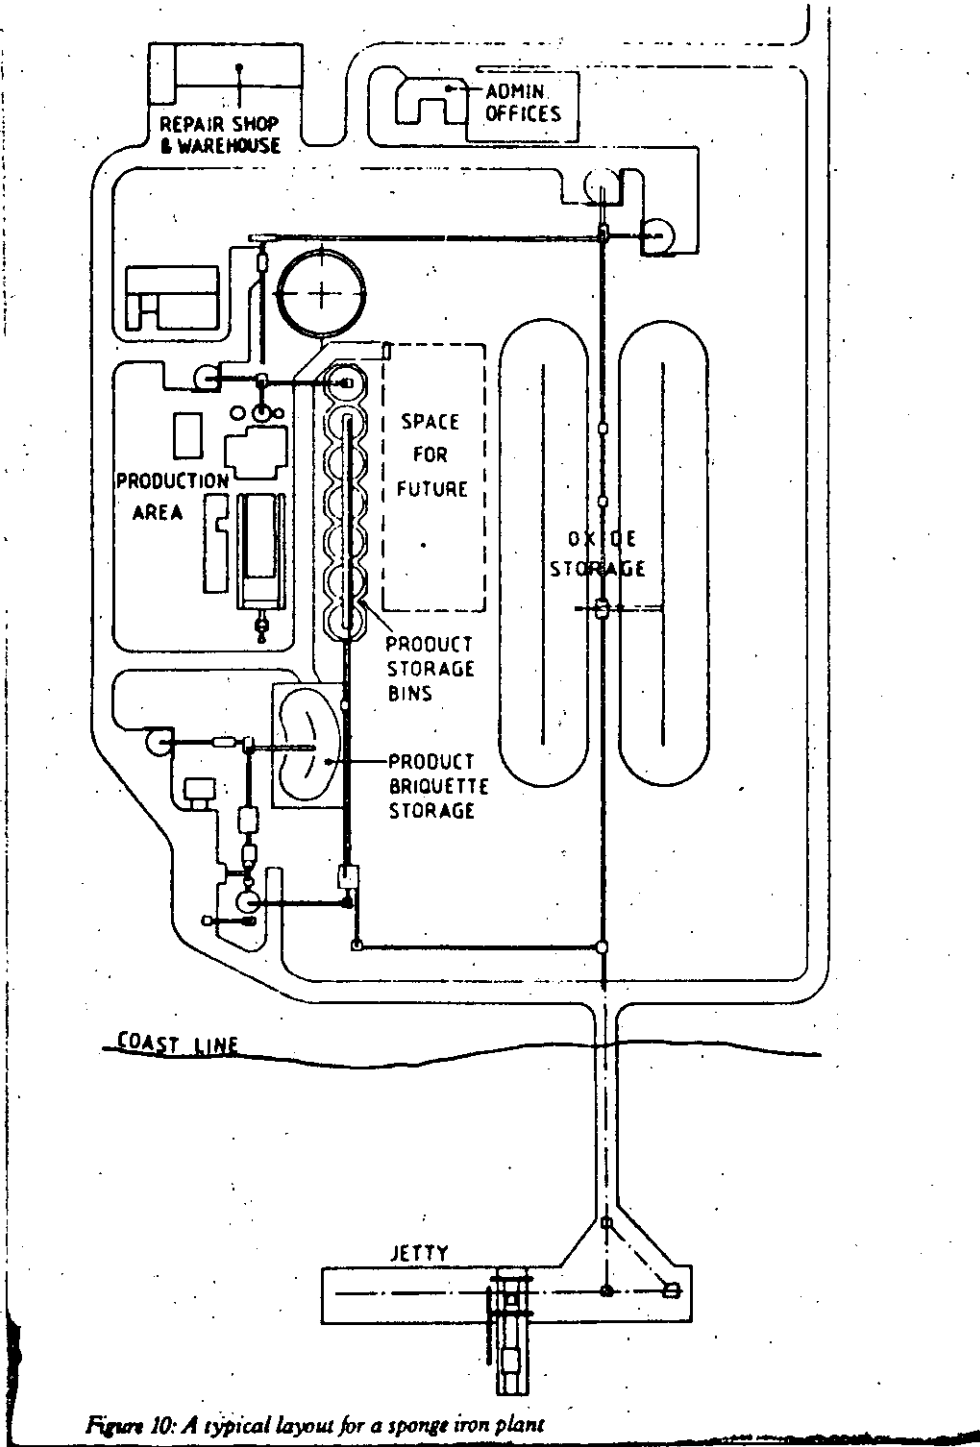 ADMIN
OFFICES
REPAIR SHOP
& WAREHOUSE
SPACE
FOR
FUTURE
PRODUCTION
AREA
OXIDE
STORAGE
PRODUCT
STORAGE
BINS
PRODUCT
BRIQUETTE
STORAGE
COAST LINE
JETTY
Figure 10: A typical layout for a sponge iron plant